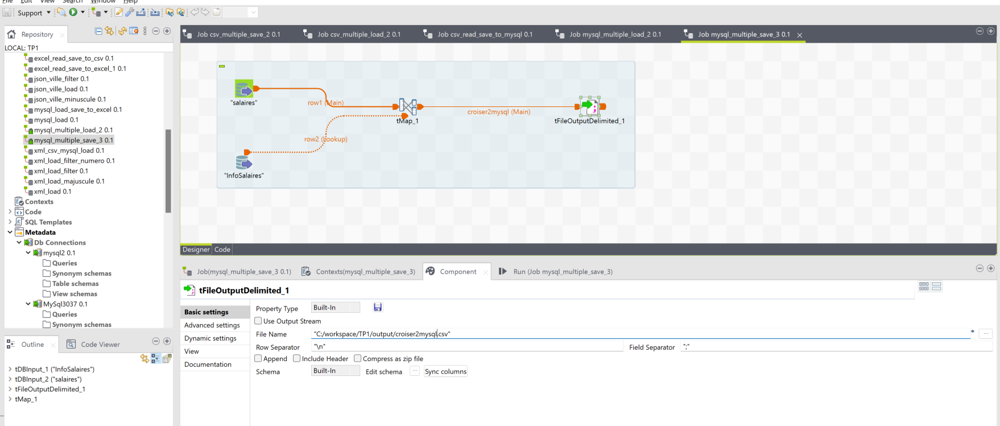 File Edit View Search Window Help
Support
Repository
LOCAL: TP1
excel_read_save_to_csv 0.1
excel_read_save_to_excel_1 0.1
json_ville_filter 0.1
json_ville_load 0.1
json_ville_minuscule 0.1
mysql_load_save_to_excel 0.1
mysql_load 0.1
mysql_multiple_load_2 0.1
mysql_multiple_save_3 0.1
xml_csv_mysql_load 0.1
xml_load_filter_numero 0.1
xml_load_filter 0.1
xml_load_majuscule 0.1
xml_load 0.1
Contexts
Code
SQL Templates
Metadata
Db Connections
mysql2 0.1
Queries
Synonym schemas
Table schemas
View schemas
MySql3037 0.1
Queries
Synonym schemas
Outline
Code Viewer
tDBInput_1 ("InfoSalaires")
tDBInput_2 ("salaires")
tFileOutputDelimited_1
tMap_1
Job csv_multiple_save_2 0.1
Job csv_multiple_load_2 0.1
Job csv_read_save_to_mysql 0.1
Job mysql_multiple_load_2 0.1
Job mysql_multiple_save_3 0.1
"salaires"
row1 (Main)
tMap_1
croiser2mysql (Main)
tFileOutputDelimited_1
row2 (Lookup)
"InfoSalaires"
Designer Code
Job(mysql_multiple_save_3 0.1)
Contexts(mysql_multiple_save_3)
Component
Run (Job mysql_multiple_save_3)
tFileOutputDelimited_1
Basic settings
Advanced settings
Dynamic settings
View
Documentation
Property Type Built-In
Use Output Stream
File Name "C:/workspace/TP1/output/croiser2mysql.csv" * ...
Row Separator "\n" Field Separator ";"
Append Include Header Compress as zip file
Schema Built-In Edit schema ... Sync columns